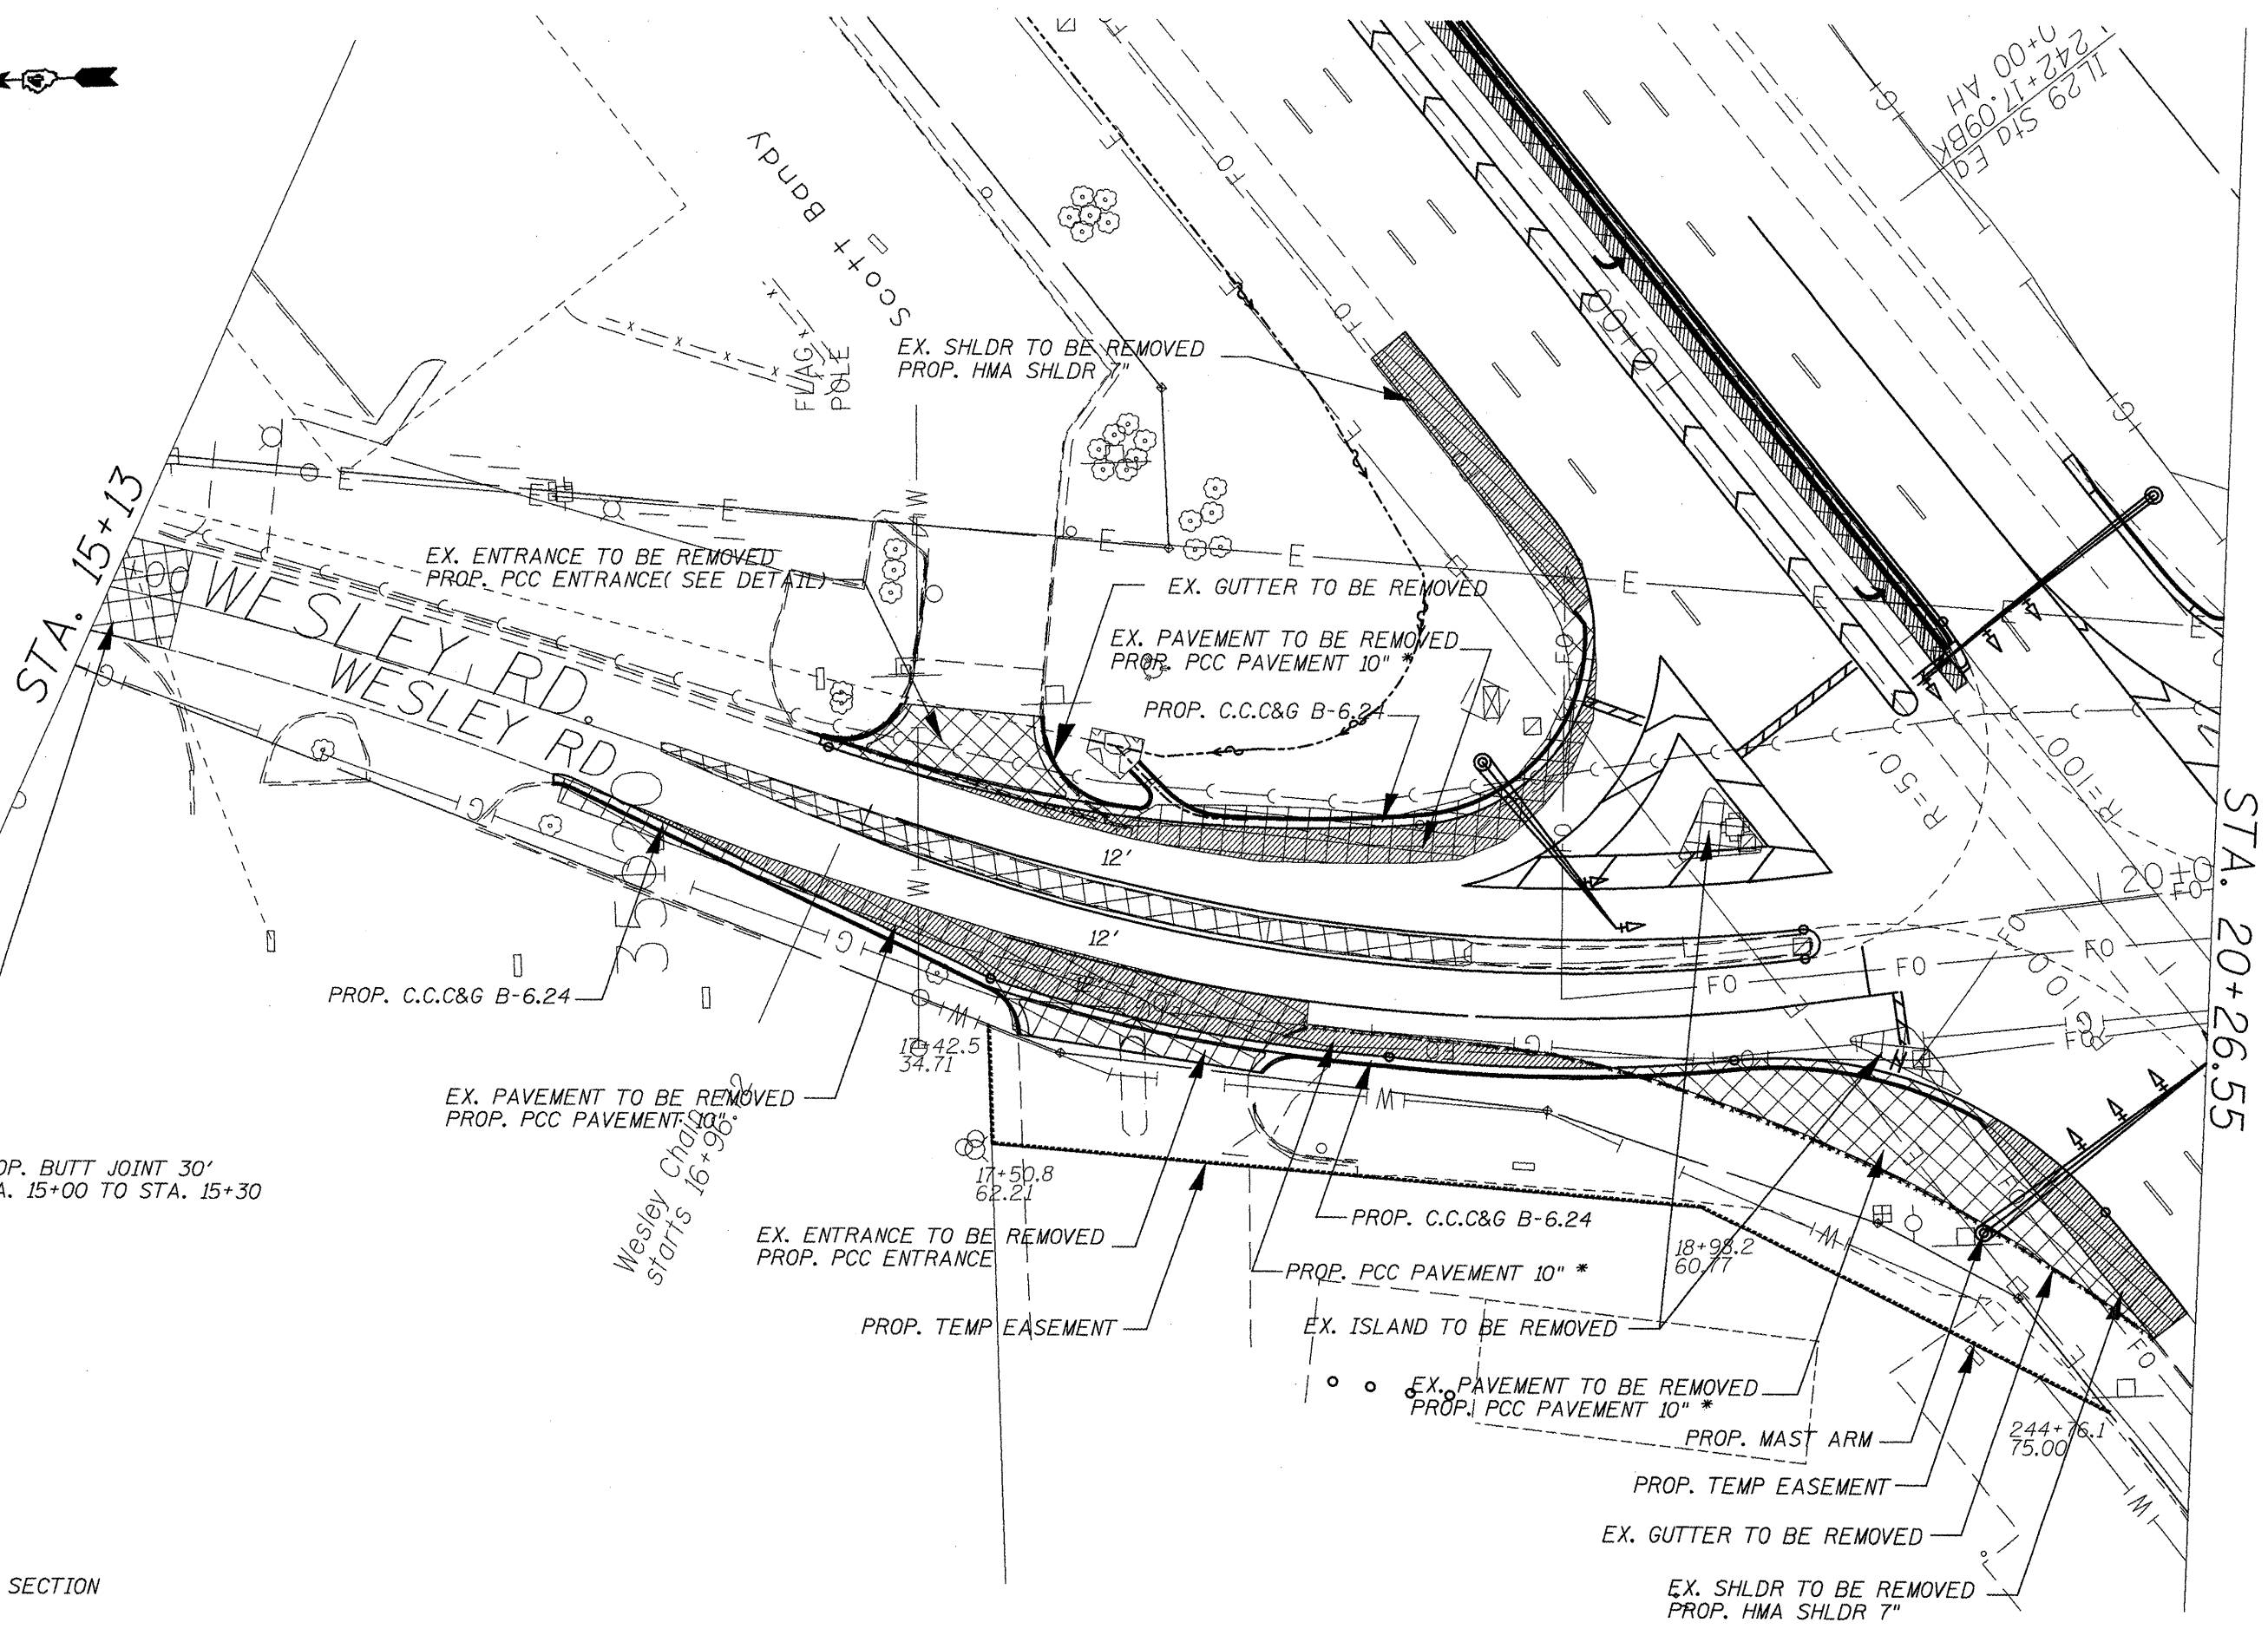 IL29 Sta Eq
242+17.09BK
0+00 AH
Scott Bandy
FLAG
POLE
EX. SHLDR TO BE REMOVED
PROP. HMA SHLDR 7"
STA. 15+13
EX. ENTRANCE TO BE REMOVED
PROP. PCC ENTRANCE( SEE DETAIL)
EX. GUTTER TO BE REMOVED
EX. PAVEMENT TO BE REMOVED
PROP. PCC PAVEMENT 10" *
PROP. C.C.C&G B-6.24
WESLEY RD.
WESLEY RD
R=50'
R=100'
12'
12'
20+0
STA. 20+26.55
PROP. C.C.C&G B-6.24
17+42.5
34.71
EX. PAVEMENT TO BE REMOVED
PROP. PCC PAVEMENT 10"
Wesley Chain
starts 16+96.
OP. BUTT JOINT 30'
A. 15+00 TO STA. 15+30
17+50.8
62.21
EX. ENTRANCE TO BE REMOVED
PROP. PCC ENTRANCE
PROP. C.C.C&G B-6.24
18+98.2
60.77
PROP. PCC PAVEMENT 10" *
PROP. TEMP EASEMENT
EX. ISLAND TO BE REMOVED
EX. PAVEMENT TO BE REMOVED
PROP. PCC PAVEMENT 10" *
PROP. MAST ARM
244+76.1
75.00
PROP. TEMP EASEMENT
EX. GUTTER TO BE REMOVED
EX. SHLDR TO BE REMOVED
PROP. HMA SHLDR 7"
SECTION